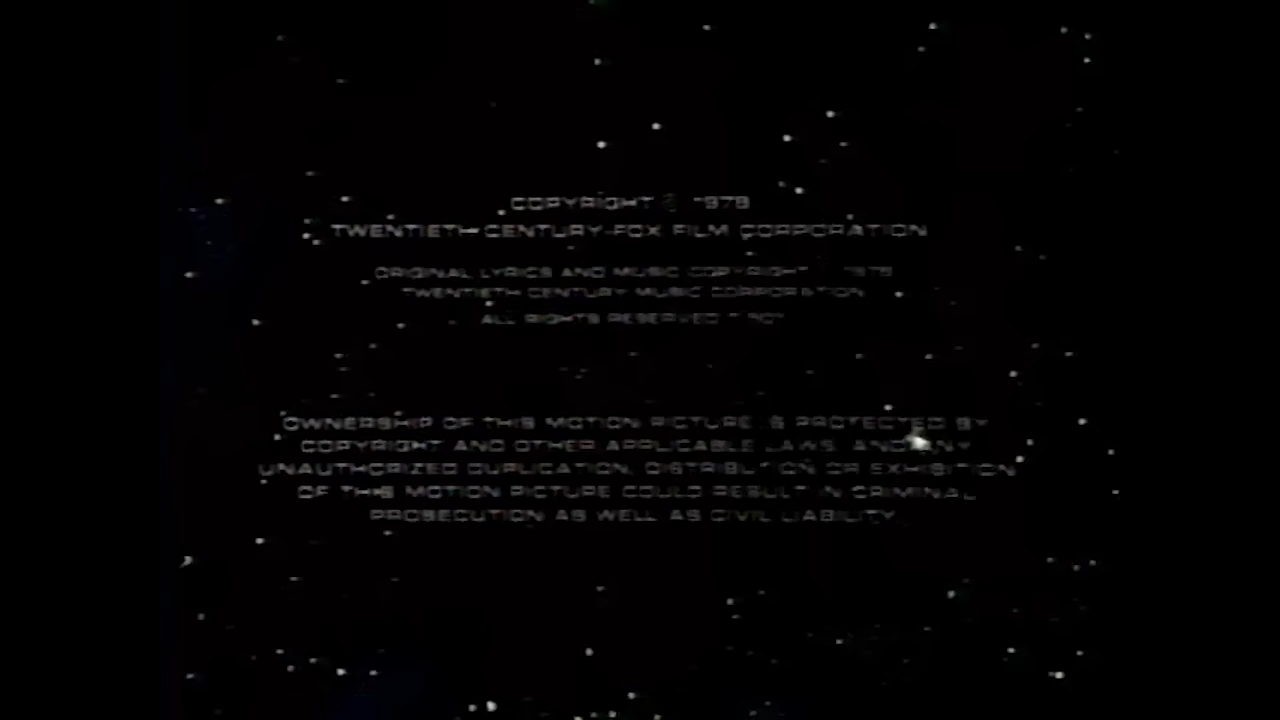 COPYRIGHT © 1978
TWENTIETH CENTURY-FOX FILM CORPORATION
ORIGINAL LYRICS AND MUSIC COPYRIGHT © 1978
TWENTIETH CENTURY MUSIC CORPORATION
ALL RIGHTS RESERVED
OWNERSHIP OF THIS MOTION PICTURE IS PROTECTED BY
COPYRIGHT AND OTHER APPLICABLE LAWS, AND ANY
UNAUTHORIZED DUPLICATION, DISTRIBUTION OR EXHIBITION
OF THIS MOTION PICTURE COULD RESULT IN CRIMINAL
PROSECUTION AS WELL AS CIVIL LIABILITY.